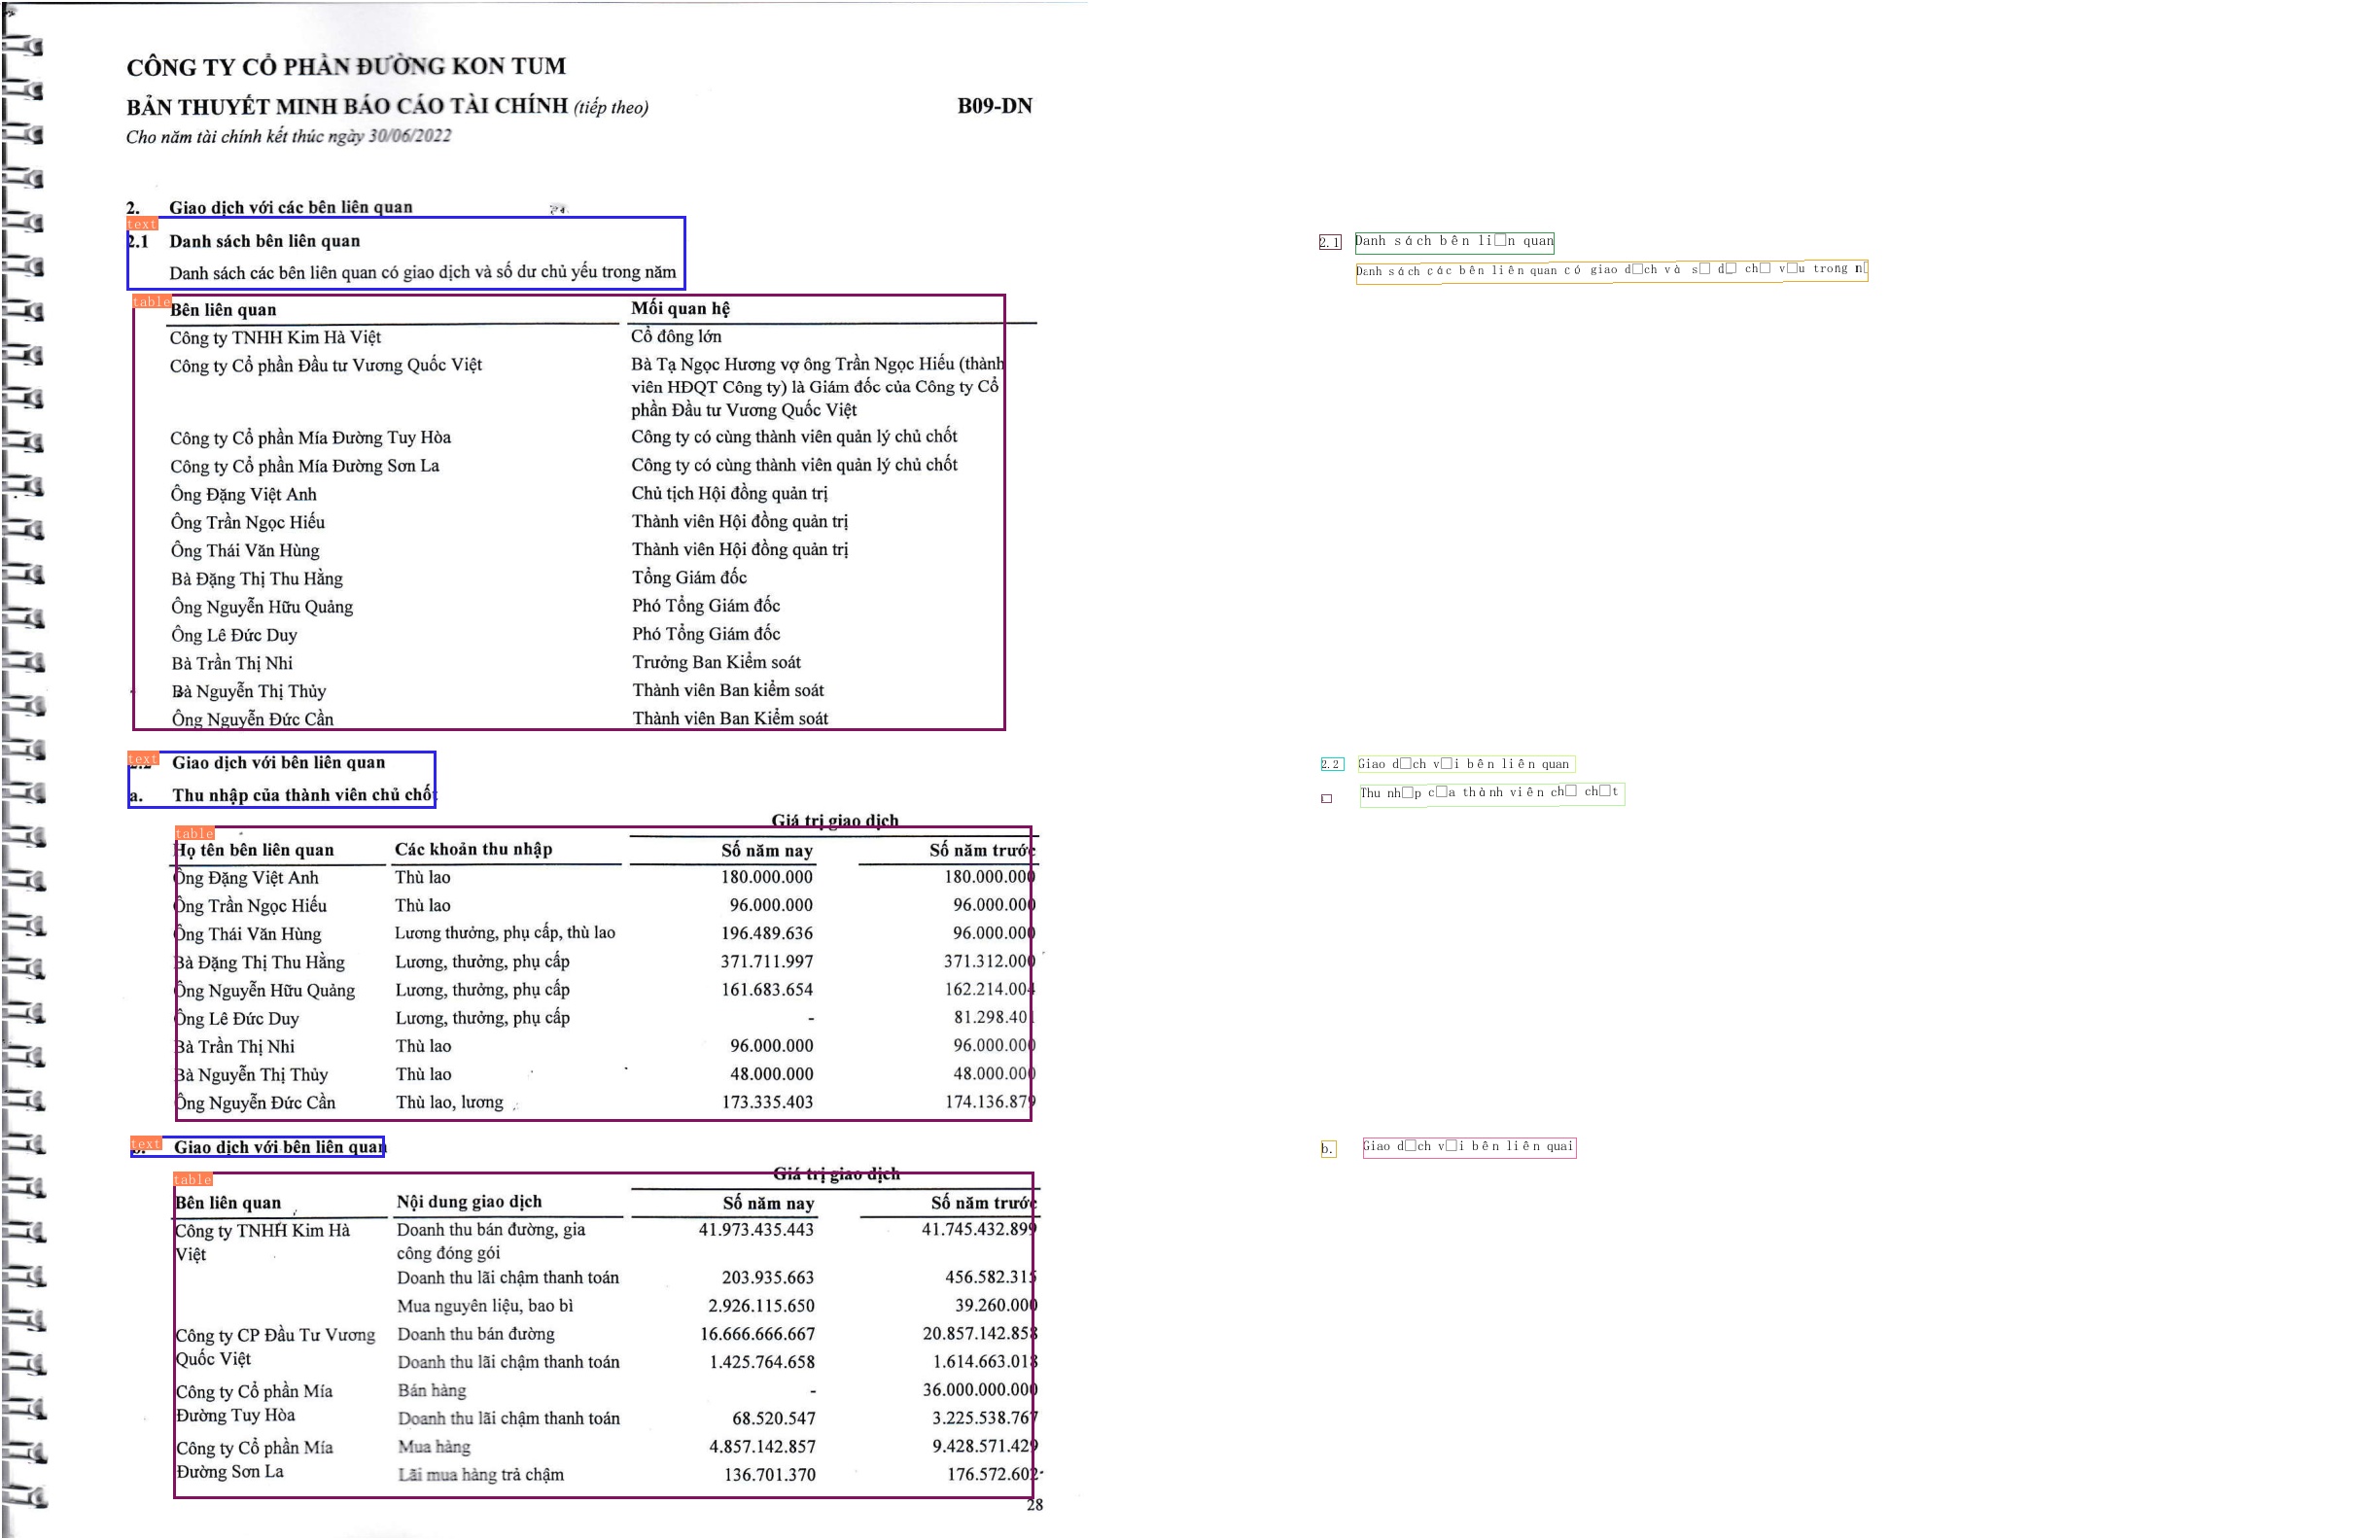 CÔNG TY CỔ PHẦN ĐƯỜNG KON TUM
BẢN THUYẾT MINH BÁO CÁO TÀI CHÍNH (tiếp theo) B09-DN
Cho năm tài chính kết thúc ngày 30/06/2022
2. Giao dịch với các bên liên quan
text
2.1 Danh sách bên liên quan
Danh sách các bên liên quan có giao dịch và số dư chủ yếu trong năm
table
Bên liên quan Mối quan hệ
Công ty TNHH Kim Hà Việt Cổ đông lớn
Công ty Cổ phần Đầu tư Vương Quốc Việt Bà Tạ Ngọc Hương vợ ông Trần Ngọc Hiếu (thành
viên HĐQT Công ty) là Giám đốc của Công ty Cổ
phần Đầu tư Vương Quốc Việt
Công ty Cổ phần Mía Đường Tuy Hòa Công ty có cùng thành viên quản lý chủ chốt
Công ty Cổ phần Mía Đường Sơn La Công ty có cùng thành viên quản lý chủ chốt
Ông Đặng Việt Anh Chủ tịch Hội đồng quản trị
Ông Trần Ngọc Hiếu Thành viên Hội đồng quản trị
Ông Thái Văn Hùng Thành viên Hội đồng quản trị
Bà Đặng Thị Thu Hằng Tổng Giám đốc
Ông Nguyễn Hữu Quảng Phó Tổng Giám đốc
Ông Lê Đức Duy Phó Tổng Giám đốc
Bà Trần Thị Nhi Trưởng Ban Kiểm soát
Bà Nguyễn Thị Thủy Thành viên Ban kiểm soát
Ông Nguyễn Đức Cần Thành viên Ban Kiểm soát
text
2.2 Giao dịch với bên liên quan
a. Thu nhập của thành viên chủ chốt
Giá trị giao dịch
table
Họ tên bên liên quan Các khoản thu nhập Số năm nay Số năm trước
Ông Đặng Việt Anh Thù lao 180.000.000 180.000.000
Ông Trần Ngọc Hiếu Thù lao 96.000.000 96.000.000
Ông Thái Văn Hùng Lương thưởng, phụ cấp, thù lao 196.489.636 96.000.000
Bà Đặng Thị Thu Hằng Lương, thưởng, phụ cấp 371.711.997 371.312.000
Ông Nguyễn Hữu Quảng Lương, thưởng, phụ cấp 161.683.654 162.214.004
Ông Lê Đức Duy Lương, thưởng, phụ cấp - 81.298.401
Bà Trần Thị Nhi Thù lao 96.000.000 96.000.000
Bà Nguyễn Thị Thủy Thù lao 48.000.000 48.000.000
Ông Nguyễn Đức Cần Thù lao, lương 173.335.403 174.136.879
text
b. Giao dịch với bên liên quan
Giá trị giao dịch
table
Bên liên quan Nội dung giao dịch Số năm nay Số năm trước
Công ty TNHH Kim Hà Doanh thu bán đường, gia 41.973.435.443 41.745.432.899
Việt công đóng gói
Doanh thu lãi chậm thanh toán 203.935.663 456.582.315
Mua nguyên liệu, bao bì 2.926.115.650 39.260.000
Công ty CP Đầu Tư Vương Doanh thu bán đường 16.666.666.667 20.857.142.858
Quốc Việt Doanh thu lãi chậm thanh toán 1.425.764.658 1.614.663.018
Công ty Cổ phần Mía Bán hàng - 36.000.000.000
Đường Tuy Hòa Doanh thu lãi chậm thanh toán 68.520.547 3.225.538.767
Công ty Cổ phần Mía Mua hàng 4.857.142.857 9.428.571.429
Đường Sơn La Lãi mua hàng trả chậm 136.701.370 176.572.602
28
2.1 Danh sách bên li□n quan
Danh sách các bên liên quan có giao d□ch và s□ d□ ch□ v□u trong n□
2.2 Giao d□ch v□i bên liên quan
□ Thu nh□p c□a thành viên ch□ ch□t
b. Giao d□ch v□i bên liên quai